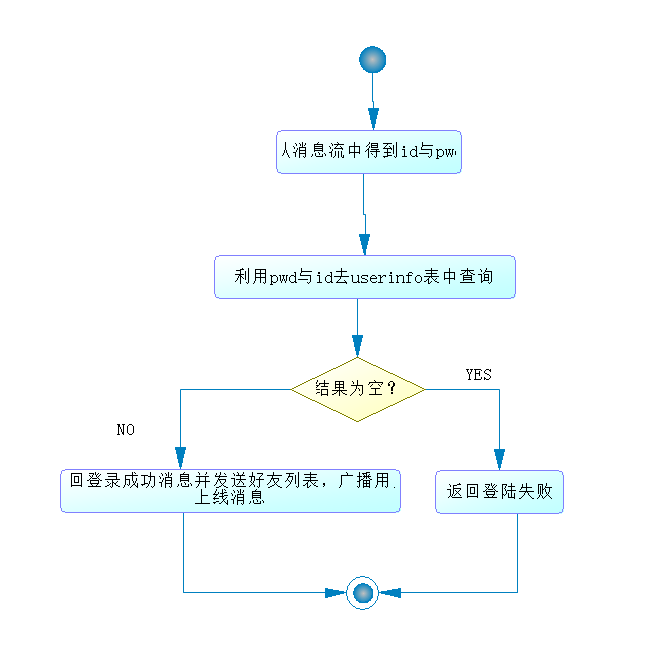 从消息流中得到id与pwd
利用pwd与id去userinfo表中查询
结果为空？
YES
NO
回登录成功消息并发送好友列表，广播用
上线消息
返回登陆失败